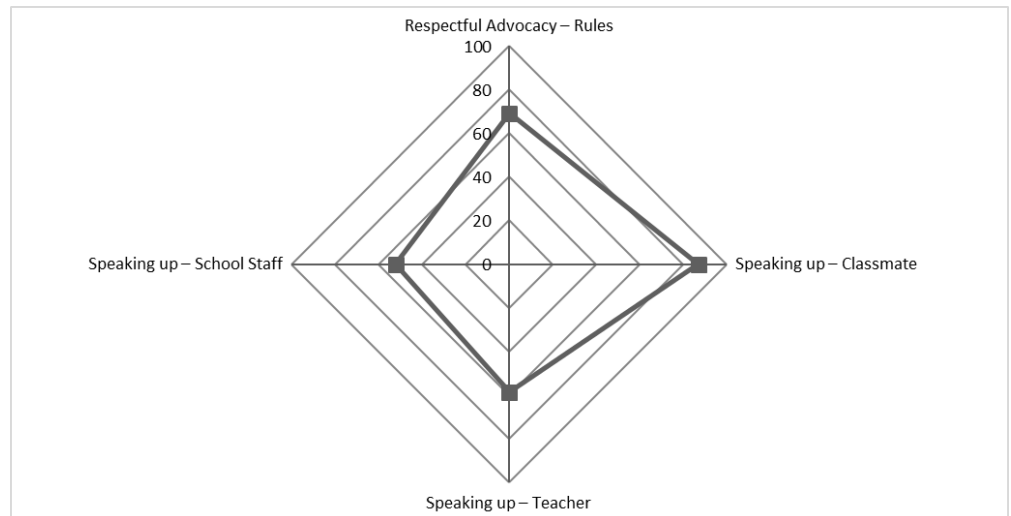 Respectful Advocacy – Rules
100
80
60
40
20
0
Speaking up – School Staff
Speaking up – Classmate
Speaking up – Teacher